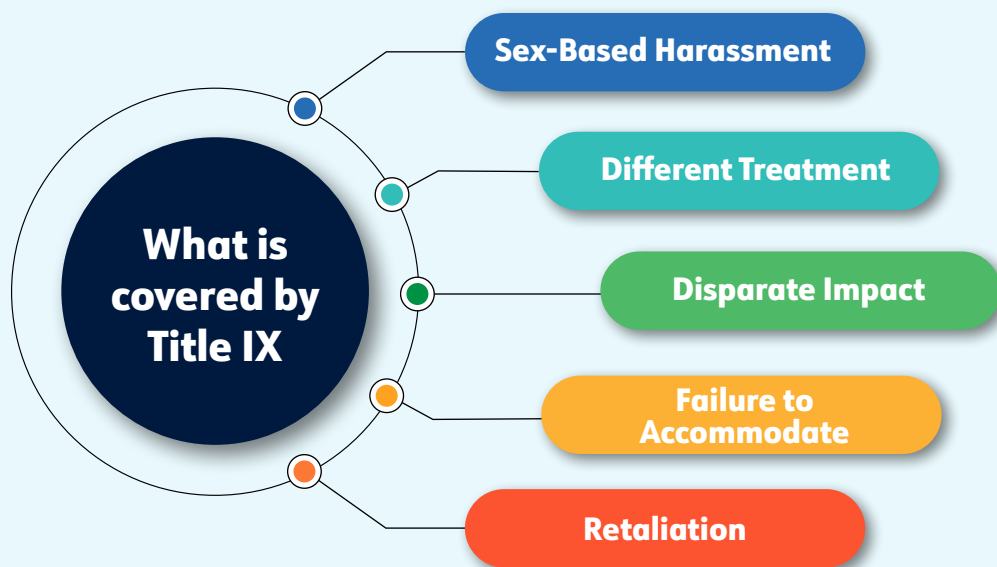 What is
covered by
Title IX
Sex-Based Harassment
Different Treatment
Disparate Impact
Failure to
Accommodate
Retaliation